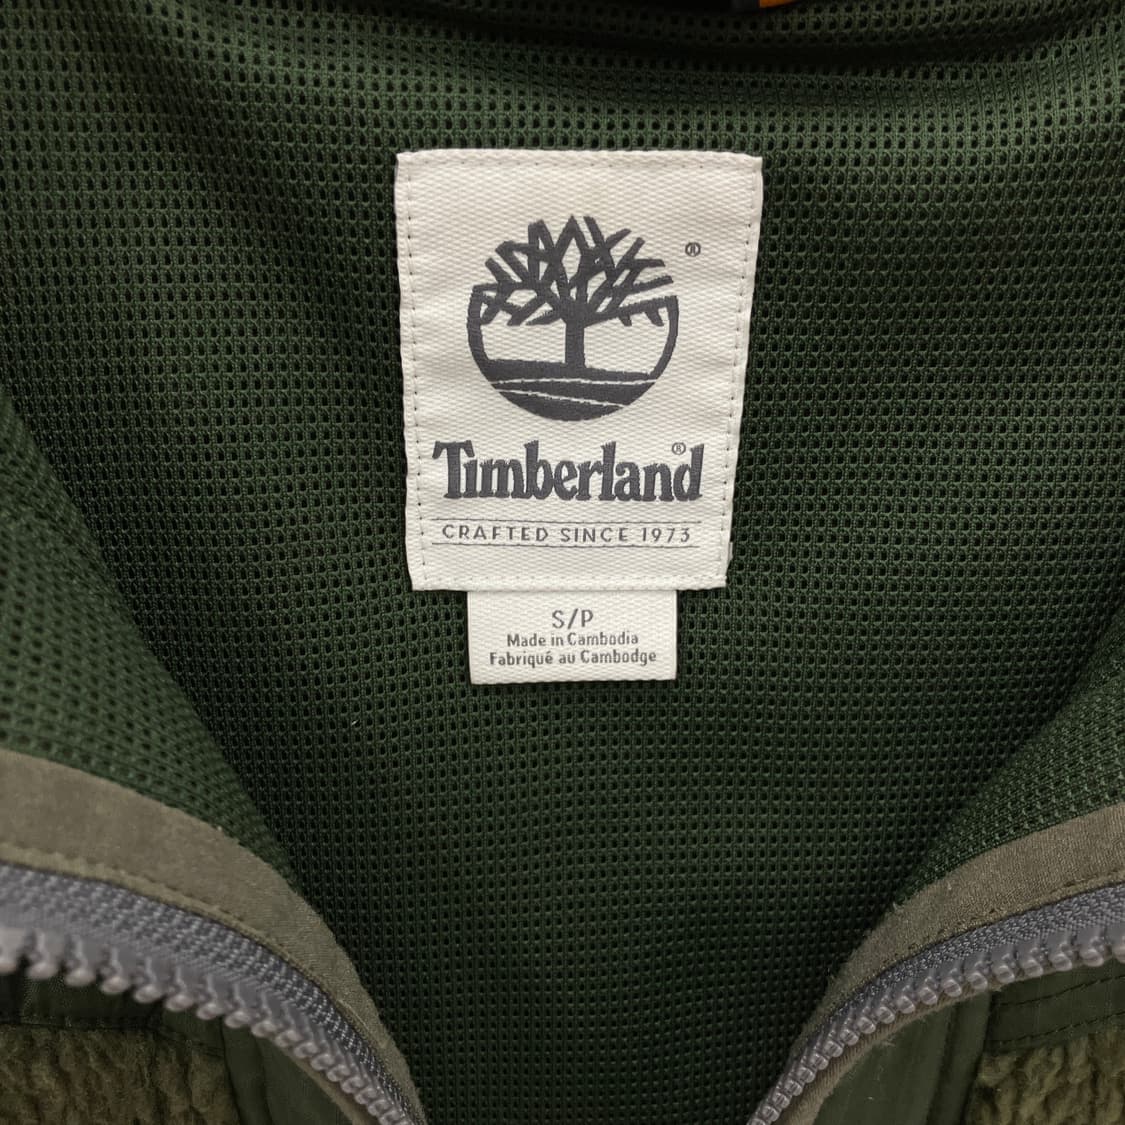 ®
Timberland®
CRAFTED SINCE 1973
S/P
Made in Cambodia
Fabriqué au Cambodge